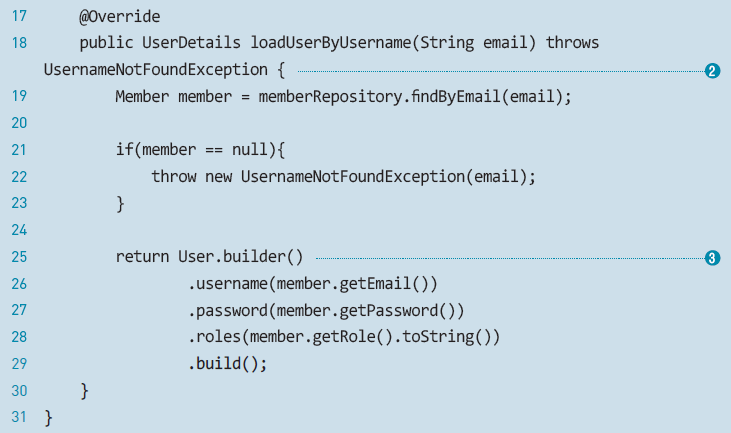 17 @Override
18 public UserDetails loadUserByUsername(String email) throws
UsernameNotFoundException { ❷
19 Member member = memberRepository.findByEmail(email);
20
21 if(member == null){
22 throw new UsernameNotFoundException(email);
23 }
24
25 return User.builder() ❸
26 .username(member.getEmail())
27 .password(member.getPassword())
28 .roles(member.getRole().toString())
29 .build();
30 }
31 }